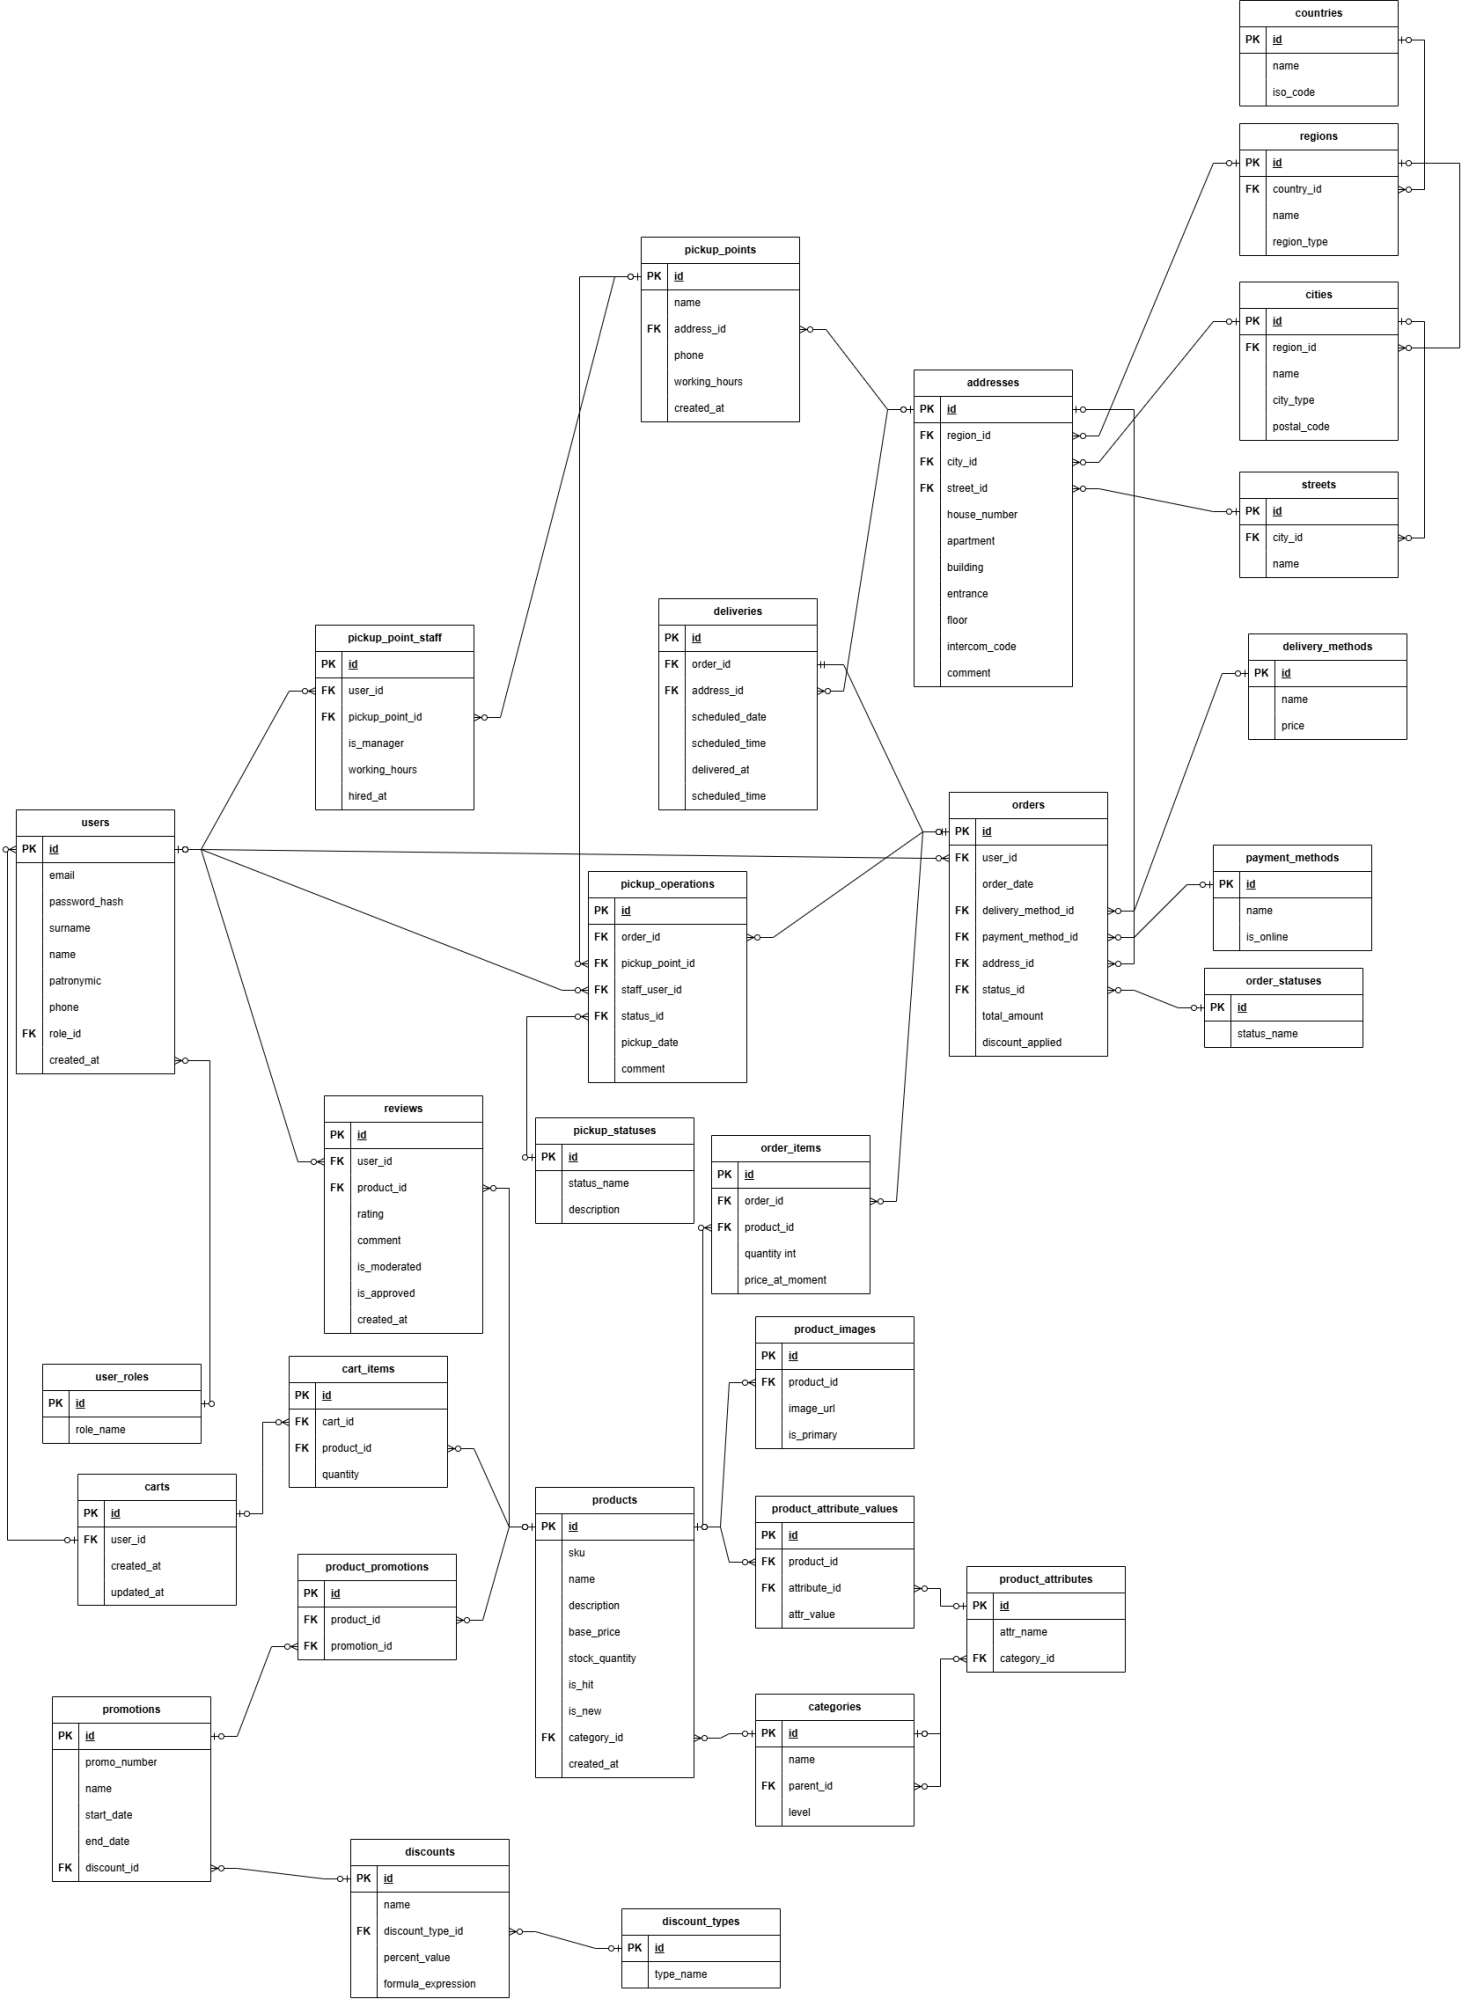 countries
PK id
name
iso_code
regions
PK id
FK country_id
name
region_type
cities
PK id
FK region_id
name
city_type
postal_code
streets
PK id
FK city_id
name
pickup_points
PK id
name
FK address_id
phone
working_hours
created_at
addresses
PK id
FK region_id
FK city_id
FK street_id
house_number
apartment
building
entrance
floor
intercom_code
comment
deliveries
PK id
FK order_id
FK address_id
scheduled_date
scheduled_time
delivered_at
scheduled_time
pickup_point_staff
PK id
FK user_id
FK pickup_point_id
is_manager
working_hours
hired_at
delivery_methods
PK id
name
price
users
PK id
email
password_hash
surname
name
patronymic
phone
FK role_id
created_at
orders
PK id
FK user_id
order_date
FK delivery_method_id
FK payment_method_id
FK address_id
FK status_id
total_amount
discount_applied
payment_methods
PK id
name
is_online
order_statuses
PK id
status_name
pickup_operations
PK id
FK order_id
FK pickup_point_id
FK staff_user_id
FK status_id
pickup_date
comment
reviews
PK id
FK user_id
FK product_id
rating
comment
is_moderated
is_approved
created_at
pickup_statuses
PK id
status_name
description
order_items
PK id
FK order_id
FK product_id
quantity int
price_at_moment
product_images
PK id
FK product_id
image_url
is_primary
user_roles
PK id
role_name
cart_items
PK id
FK cart_id
FK product_id
quantity
carts
PK id
FK user_id
created_at
updated_at
products
PK id
sku
name
description
base_price
stock_quantity
is_hit
is_new
FK category_id
created_at
product_attribute_values
PK id
FK product_id
FK attribute_id
attr_value
product_attributes
PK id
attr_name
FK category_id
product_promotions
PK id
FK product_id
FK promotion_id
categories
PK id
name
FK parent_id
level
promotions
PK id
promo_number
name
start_date
end_date
FK discount_id
discounts
PK id
name
FK discount_type_id
percent_value
formula_expression
discount_types
PK id
type_name